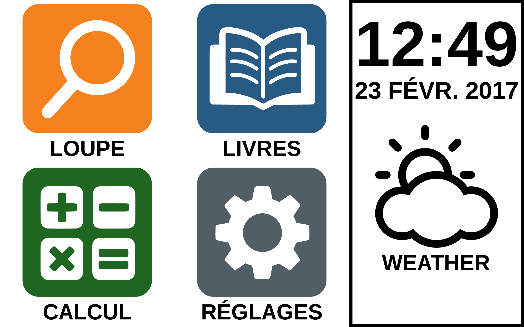 LOUPE
LIVRES
CALCUL
RÉGLAGES
12:49
23 FÉVR. 2017
WEATHER